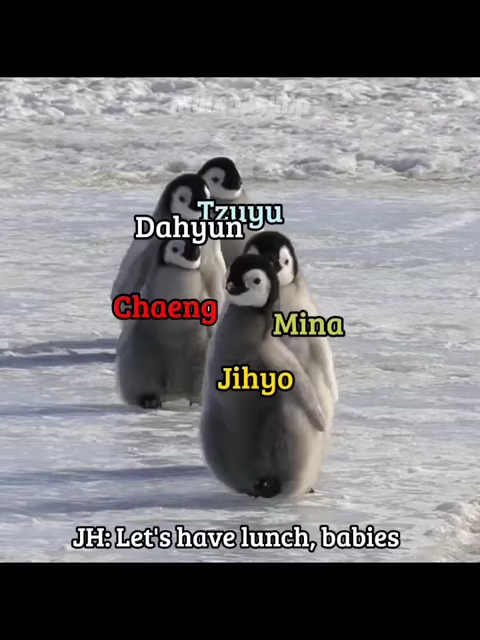 Tzuyu
Dahyun
Chaeng
Mina
Jihyo
JH: Let's have lunch, babies